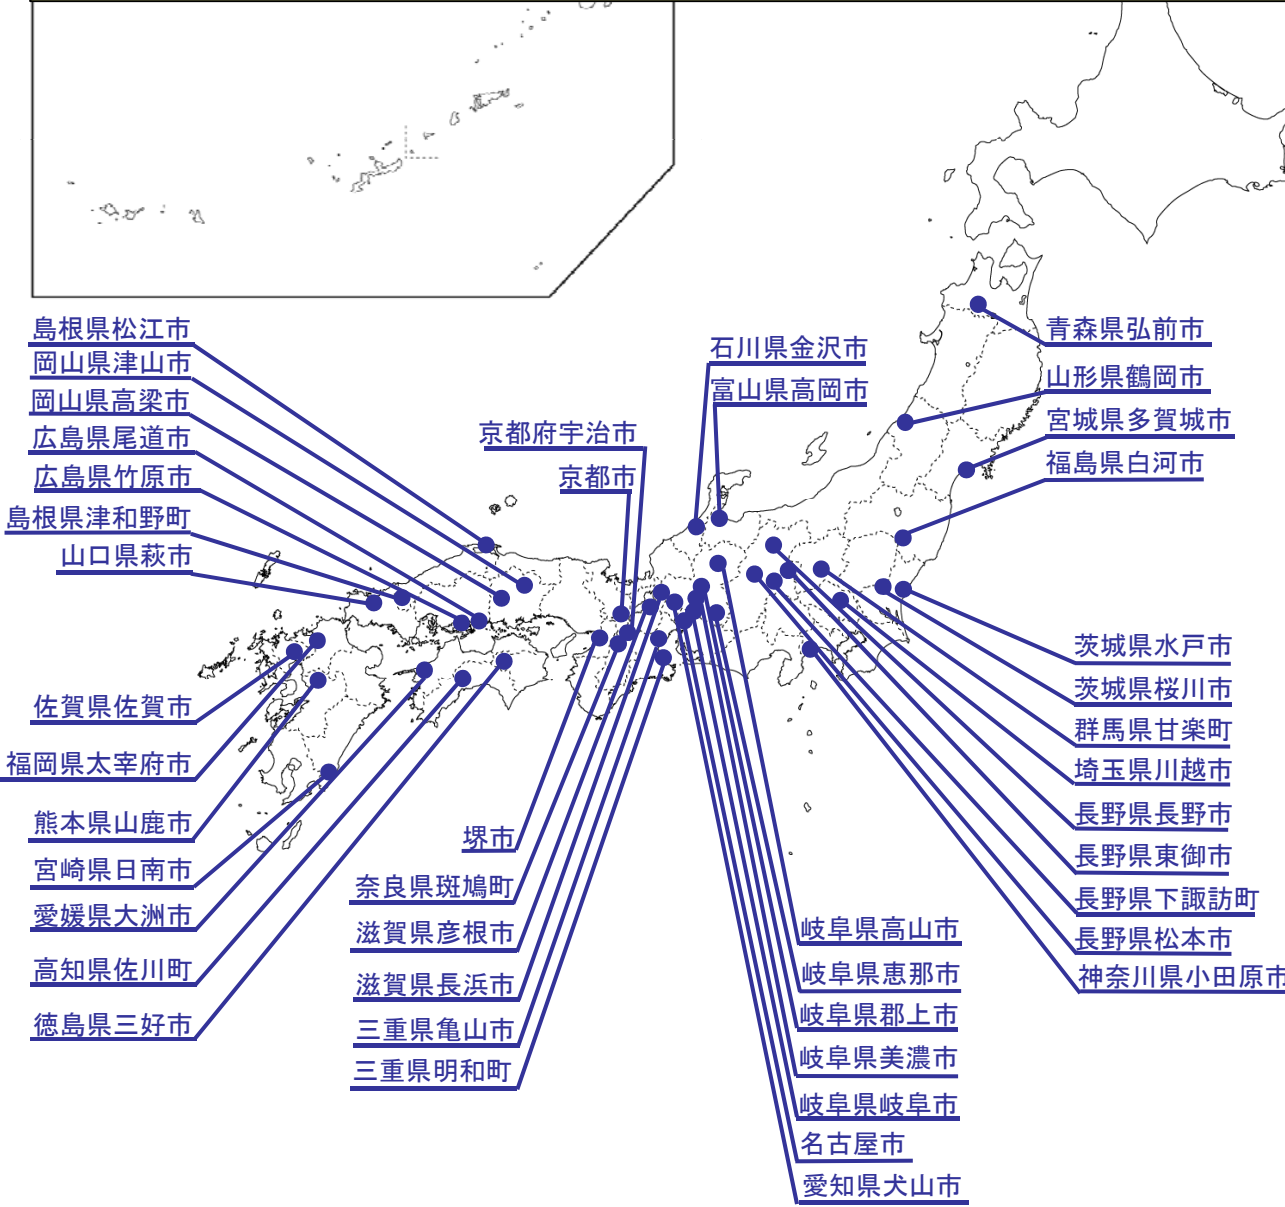 島根県松江市
岡山県津山市
岡山県高梁市
広島県尾道市
広島県竹原市
島根県津和野町
山口県萩市
佐賀県佐賀市
福岡県太宰府市
熊本県山鹿市
宮崎県日南市
愛媛県大洲市
高知県佐川町
徳島県三好市
京都府宇治市
京都市
堺市
奈良県斑鳩町
滋賀県彦根市
滋賀県長浜市
三重県亀山市
三重県明和町
石川県金沢市
富山県高岡市
岐阜県高山市
岐阜県恵那市
岐阜県郡上市
岐阜県美濃市
岐阜県岐阜市
名古屋市
愛知県犬山市
青森県弘前市
山形県鶴岡市
宮城県多賀城市
福島県白河市
茨城県水戸市
茨城県桜川市
群馬県甘楽町
埼玉県川越市
長野県長野市
長野県東御市
長野県下諏訪町
長野県松本市
神奈川県小田原市